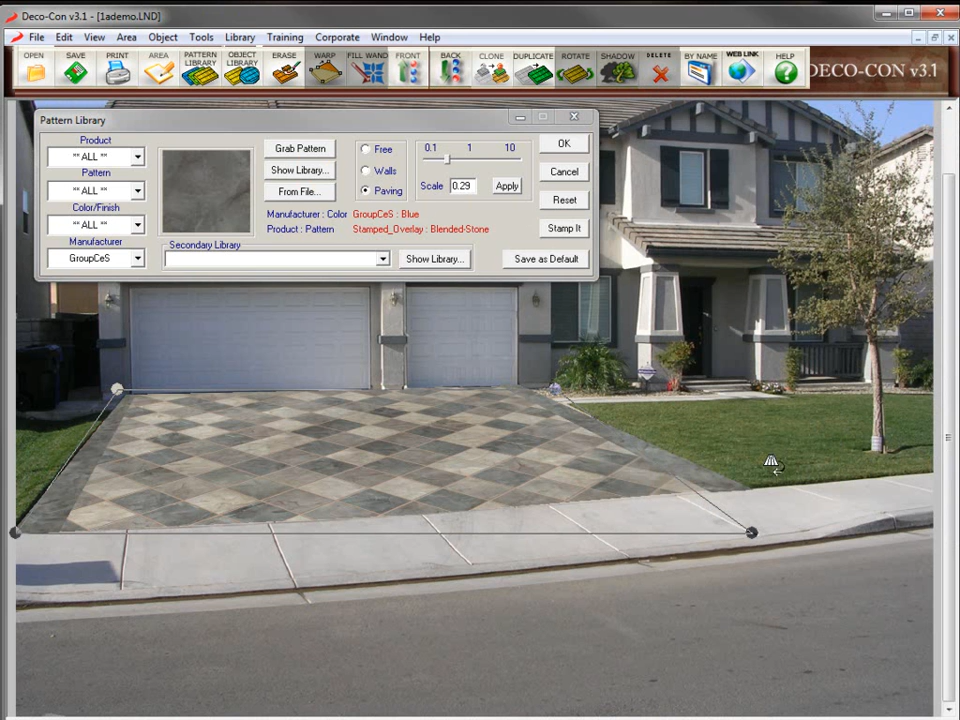 Deco-Con v3.1 - [1ademo.LND]
File Edit View Area Object Tools Library Training Corporate Window Help
OPEN SAVE PRINT AREA PATTERN LIBRARY OBJECT LIBRARY ERASE WARP FILL WAND FRONT BACK CLONE DUPLICATE ROTATE SHADOW DELETE BY NAME WEB LINK HELP DECO-CON v3.1
Pattern Library
Product
** ALL **
Pattern
** ALL **
Color/Finish
** ALL **
Manufacturer
GroupCeS
Grab Pattern
Show Library...
From File...
Free
Walls
Paving
0.1 1 10
Scale 0.29 Apply
OK
Cancel
Reset
Stamp It
Manufacturer : Color GroupCeS : Blue
Product : Pattern Stamped_Overlay : Blended-Stone
Secondary Library
Show Library...
Save as Default